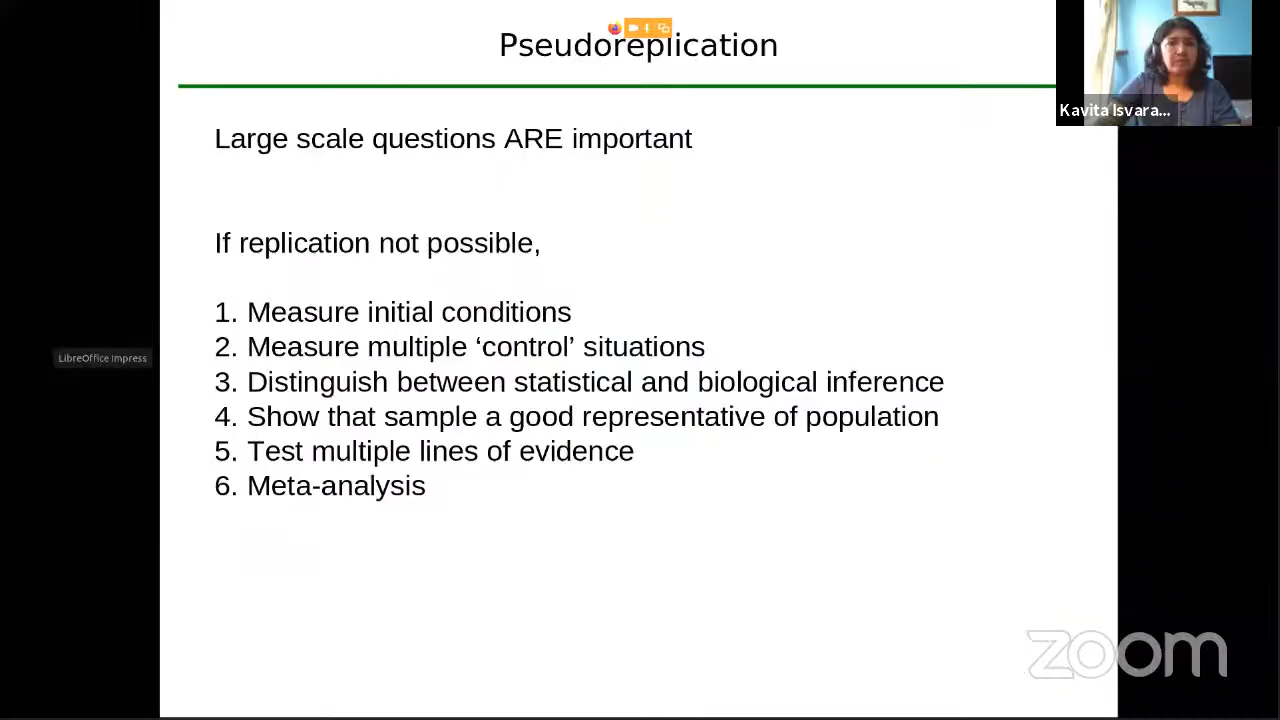 Pseudoreplication
Kavita Isvara...
Large scale questions ARE important
If replication not possible,
1. Measure initial conditions
2. Measure multiple ‘control’ situations
LibreOffice Impress
3. Distinguish between statistical and biological inference
4. Show that sample a good representative of population
5. Test multiple lines of evidence
6. Meta-analysis
zoom